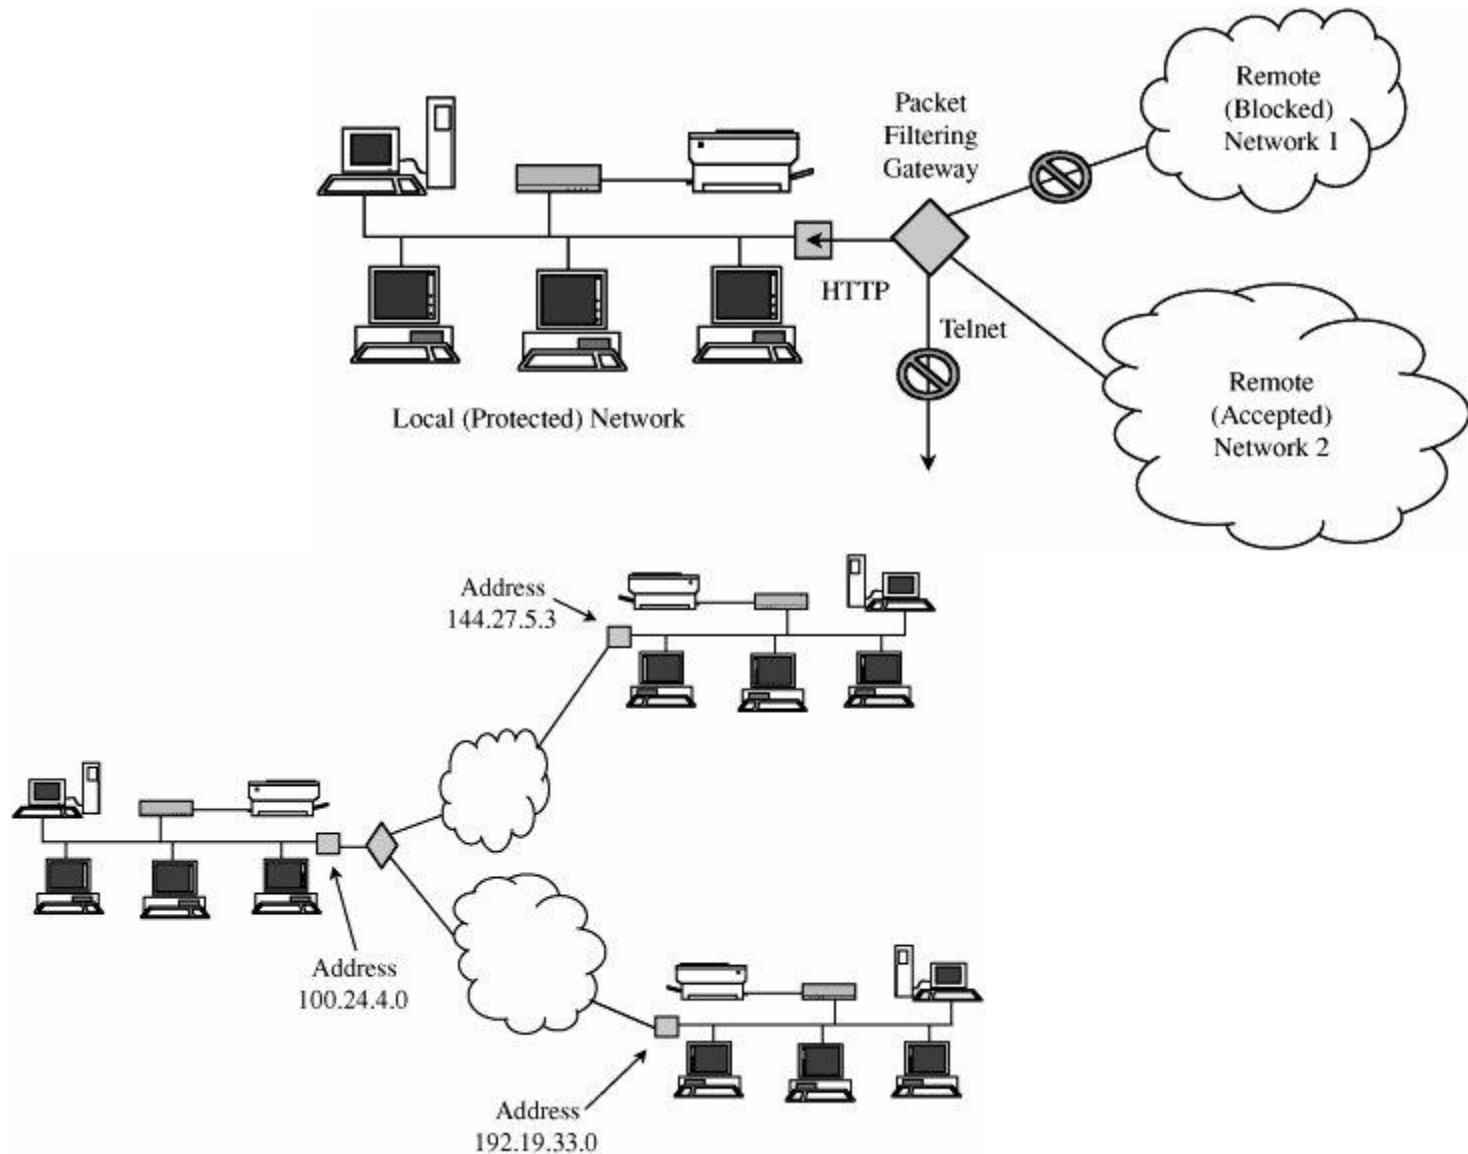 Remote
(Blocked)
Network 1
Packet
Filtering
Gateway
HTTP
Telnet
Remote
(Accepted)
Network 2
Local (Protected) Network
Address
144.27.5.3
Address
100.24.4.0
Address
192.19.33.0